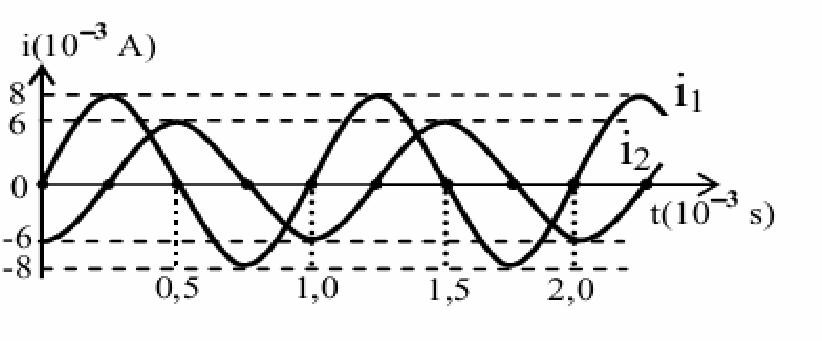 i(10⁻³ A)
8
6
i₁
i₂
0
t(10⁻³ s)
-6
-8
0,5 1,0 1,5 2,0